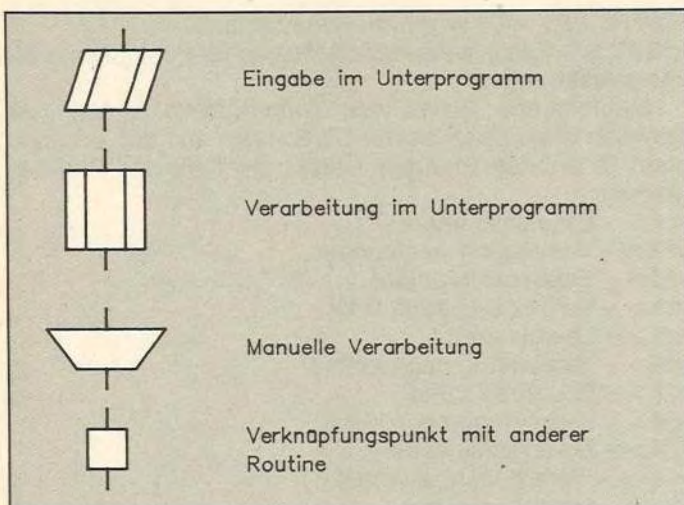 Eingabe im Unterprogramm
Verarbeitung im Unterprogramm
Manuelle Verarbeitung
Verknüpfungspunkt mit anderer
Routine